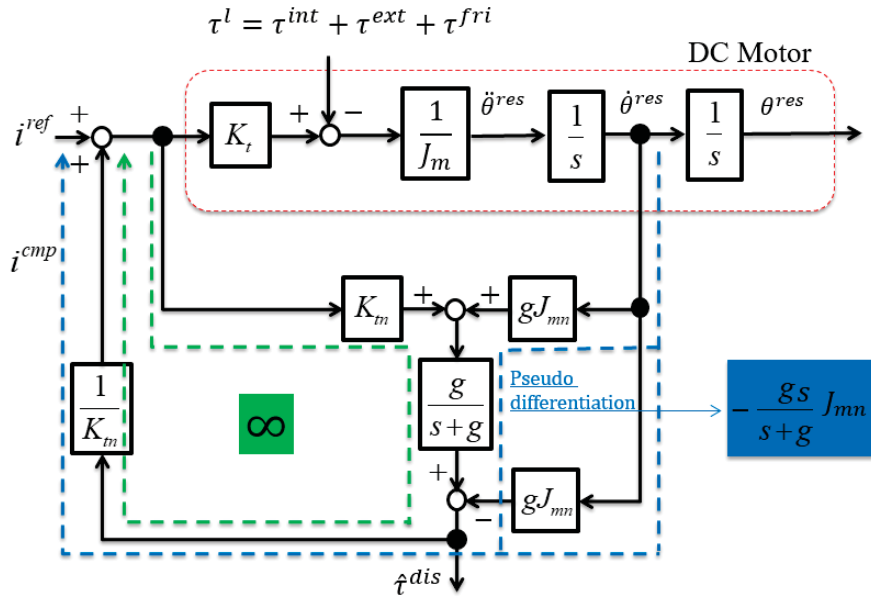 τ^l = τ^int + τ^ext + τ^fri
DC Motor
i^ref
+
+
K_t
+
−
1/J_m
θ̈^res
1/s
θ̇^res
1/s
θ^res
i^cmp
K_tn
+
+
gJ_mn
1/K_tn
∞
g/(s+g)
Pseudo
differentiation
− gs/(s+g) J_mn
+
−
gJ_mn
τ̂^dis